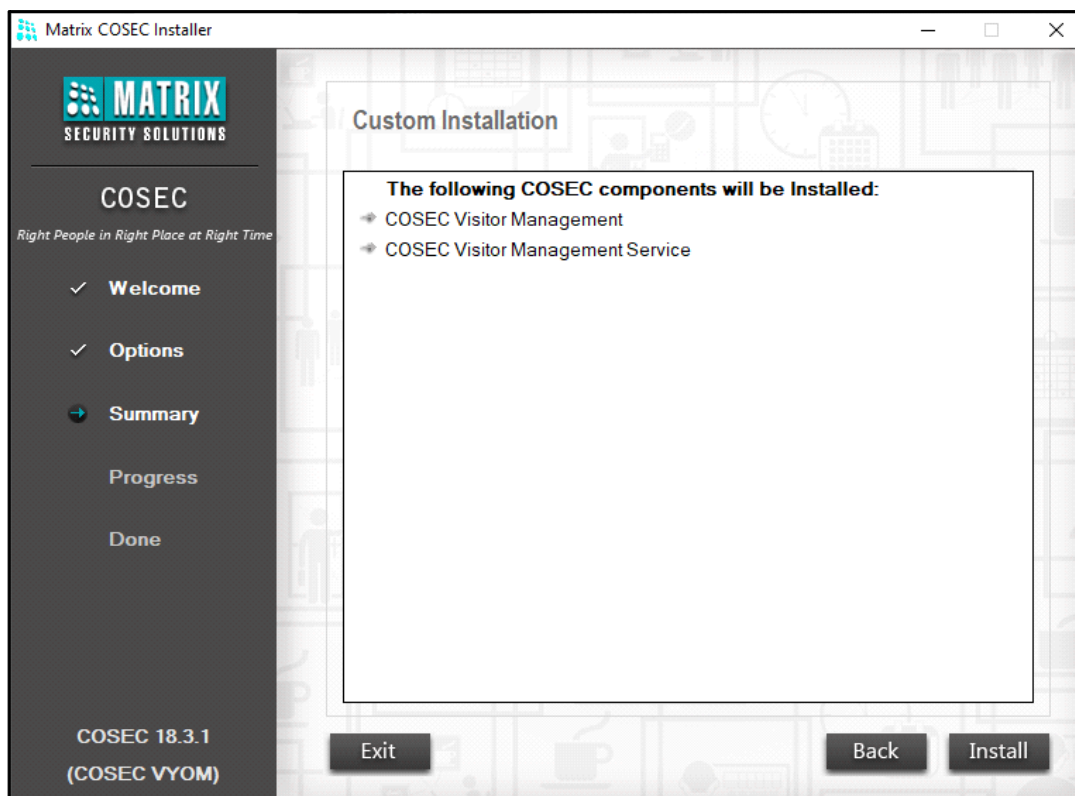 Matrix COSEC Installer
MATRIX
SECURITY SOLUTIONS
COSEC
Right People in Right Place at Right Time
Welcome
Options
Summary
Progress
Done
COSEC 18.3.1
(COSEC VYOM)
Custom Installation
The following COSEC components will be Installed:
COSEC Visitor Management
COSEC Visitor Management Service
Exit
Back
Install